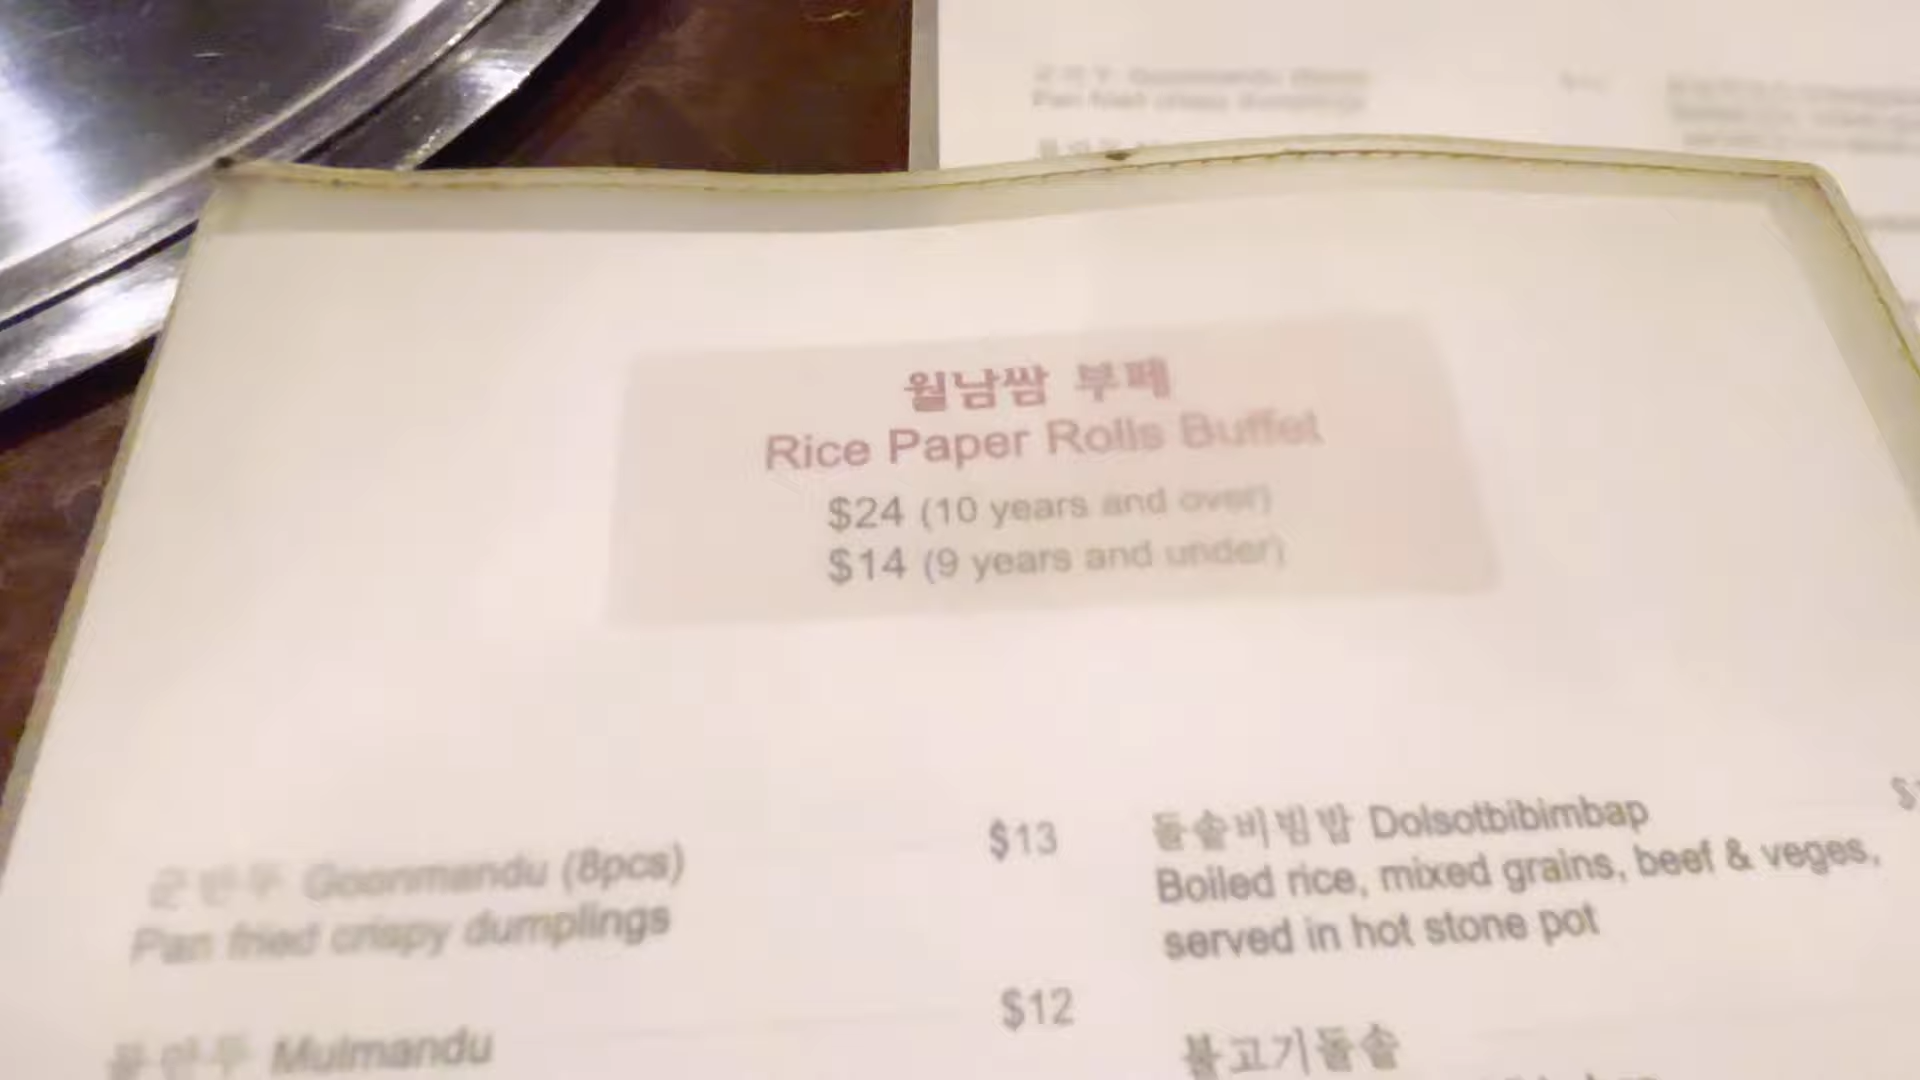 월남쌈 부페
Rice Paper Rolls Buffet
$24 (10 years and over)
$14 (9 years and under)
군만두 Goonmandu (8pcs) $13
Pan fried crispy dumplings
물만두 Mulmandu $12
돌솥비빔밥 Dolsotbibimbap
Boiled rice, mixed grains, beef & veges,
served in hot stone pot
불고기돌솥